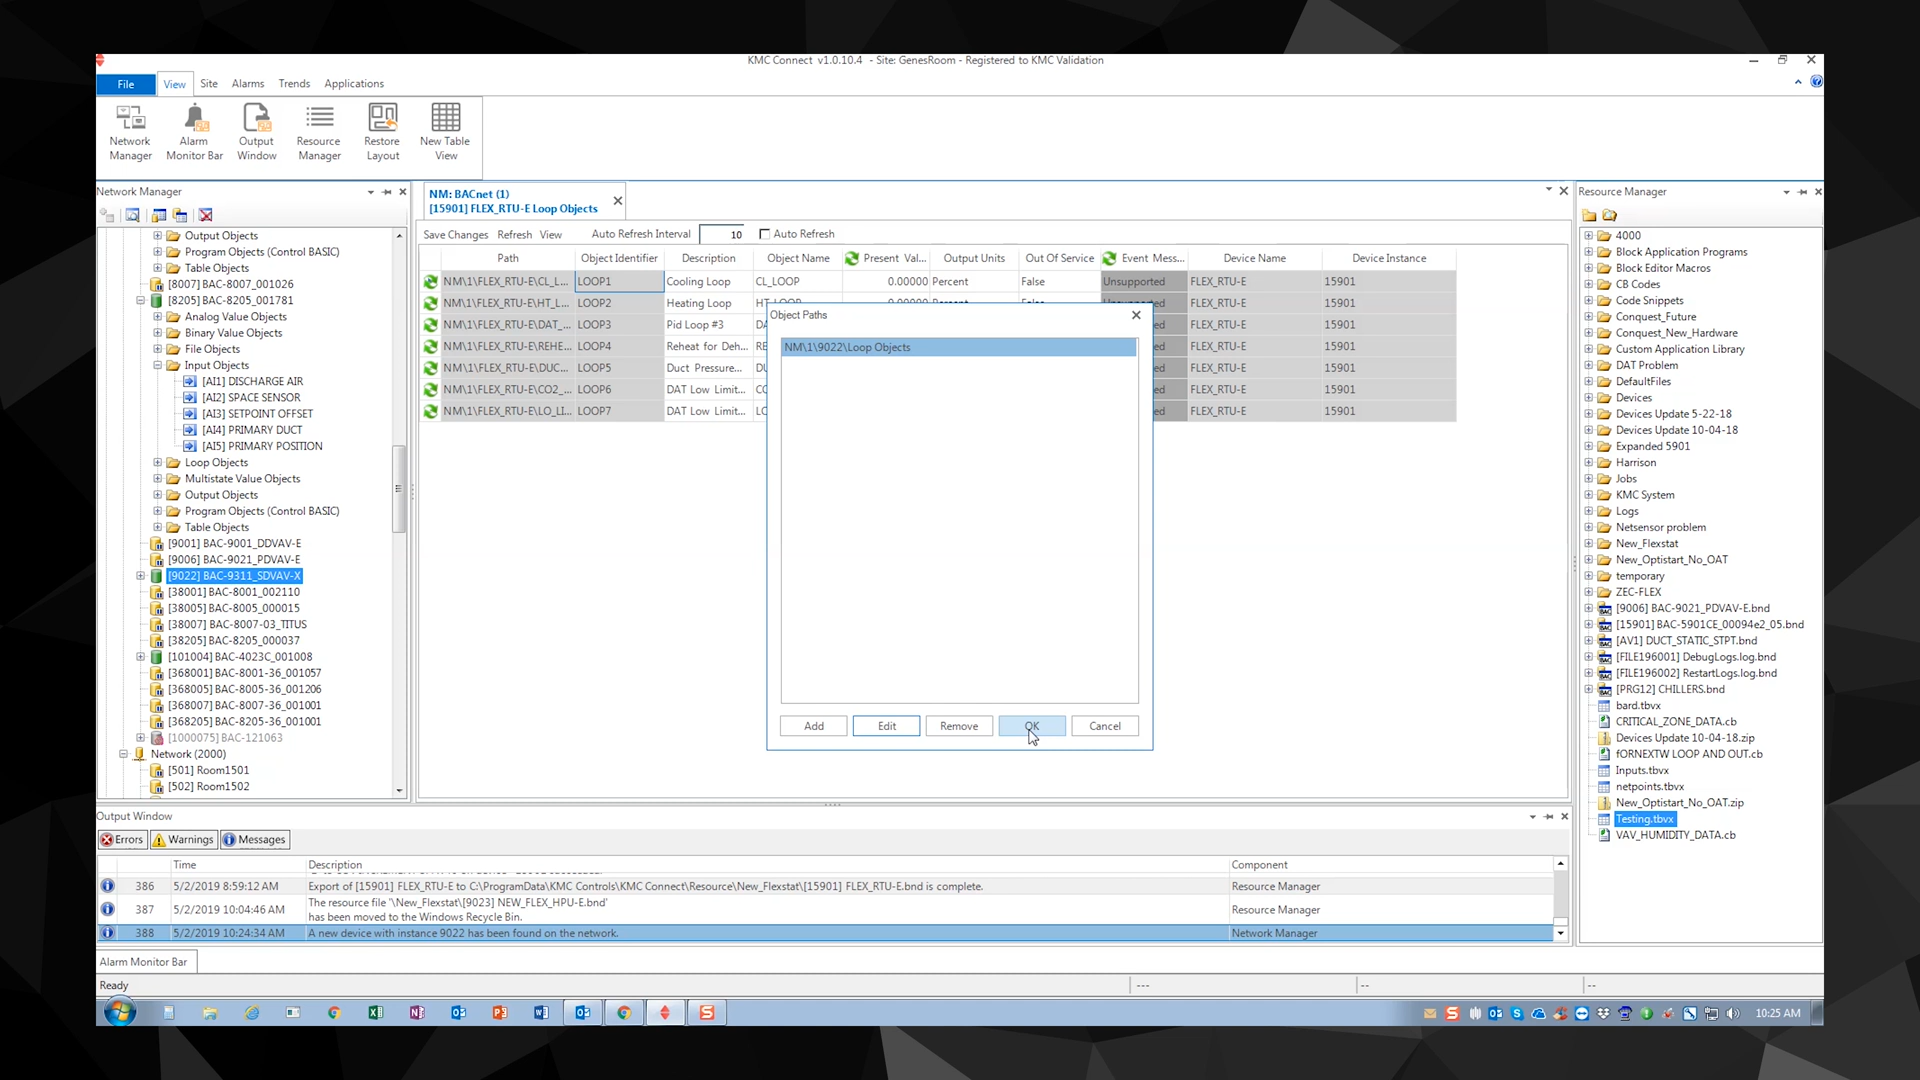 KMC Connect v1.0.10.4 - Site: GenesRoom - Registered to KMC Validation
File View Site Alarms Trends Applications
Network Manager
Alarm Monitor Bar
Output Window
Resource Manager
Restore Layout
New Table View
Network Manager
Output Objects
Program Objects (Control BASIC)
Table Objects
[8007] BAC-8007_001026
[8205] BAC-8205_001781
Analog Value Objects
Binary Value Objects
File Objects
Input Objects
[AI1] DISCHARGE AIR
[AI2] SPACE SENSOR
[AI3] SETPOINT OFFSET
[AI4] PRIMARY DUCT
[AI5] PRIMARY POSITION
Loop Objects
Multistate Value Objects
Output Objects
Program Objects (Control BASIC)
Table Objects
[9001] BAC-9001_DDVAV-E
[9006] BAC-9021_PDVAV-E
[9022] BAC-9311_SDVAV-X
[38001] BAC-8001_002110
[38005] BAC-8005_000015
[38007] BAC-8007-03_TITUS
[38205] BAC-8205_000037
[101004] BAC-4023C_001008
[368001] BAC-8001-36_001057
[368005] BAC-8005-36_001206
[368007] BAC-8007-36_001001
[368205] BAC-8205-36_001001
[1000075] BAC-121063
Network (2000)
[501] Room1501
[502] Room1502
NM: BACnet (1)
[15901] FLEX_RTU-E Loop Objects
Save Changes Refresh View Auto Refresh Interval 10 Auto Refresh
Path Object Identifier Description Object Name Present Val... Output Units Out Of Service Event Mess... Device Name Device Instance
NM\1\FLEX_RTU-E\CL_L... LOOP1 Cooling Loop CL_LOOP 0.00000 Percent False Unsupported FLEX_RTU-E 15901
NM\1\FLEX_RTU-E\HT_L... LOOP2 Heating Loop FLEX_RTU-E 15901
NM\1\FLEX_RTU-E\DAT_... LOOP3 Pid Loop #3 FLEX_RTU-E 15901
NM\1\FLEX_RTU-E\REHE... LOOP4 Reheat for Deh... FLEX_RTU-E 15901
NM\1\FLEX_RTU-E\DUC... LOOP5 Duct Pressure... FLEX_RTU-E 15901
NM\1\FLEX_RTU-E\CO2_... LOOP6 DAT Low Limit... FLEX_RTU-E 15901
NM\1\FLEX_RTU-E\LO_LI... LOOP7 DAT Low Limit... FLEX_RTU-E 15901
Object Paths
NM\1\9022\Loop Objects
Add Edit Remove OK Cancel
Resource Manager
4000
Block Application Programs
Block Editor Macros
CB Codes
Code Snippets
Conquest_Future
Conquest_New_Hardware
Custom Application Library
DAT Problem
DefaultFiles
Devices
Devices Update 5-22-18
Devices Update 10-04-18
Expanded 5901
Harrison
Jobs
KMC System
Logs
Netsensor problem
New_Flexstat
New_Optistart_No_OAT
temporary
ZEC-FLEX
[9006] BAC-9021_PDVAV-E.bnd
[15901] BAC-5901CE_00094e2_05.bnd
[AV1] DUCT_STATIC_STPT.bnd
[FILE196001] DebugLogs.log.bnd
[FILE196002] RestartLogs.log.bnd
[PRG12] CHILLERS.bnd
bard.tbvx
CRITICAL_ZONE_DATA.cb
Devices Update 10-04-18.zip
fORNEXTW LOOP AND OUT.cb
Inputs.tbvx
netpoints.tbvx
New_Optistart_No_OAT.zip
Testing.tbvx
VAV_HUMIDITY_DATA.cb
Output Window
Errors Warnings Messages
Time Description Component
386 5/2/2019 8:59:12 AM Export of [15901] FLEX_RTU-E to C:\ProgramData\KMC Controls\KMC Connect\Resource\New_Flexstat\[15901] FLEX_RTU-E.bnd is complete. Resource Manager
387 5/2/2019 10:04:46 AM The resource file '\New_Flexstat\[9023] NEW_FLEX_HPU-E.bnd'
has been moved to the Windows Recycle Bin. Resource Manager
388 5/2/2019 10:24:34 AM A new device with instance 9022 has been found on the network. Network Manager
Alarm Monitor Bar
Ready --- -- --
10:25 AM